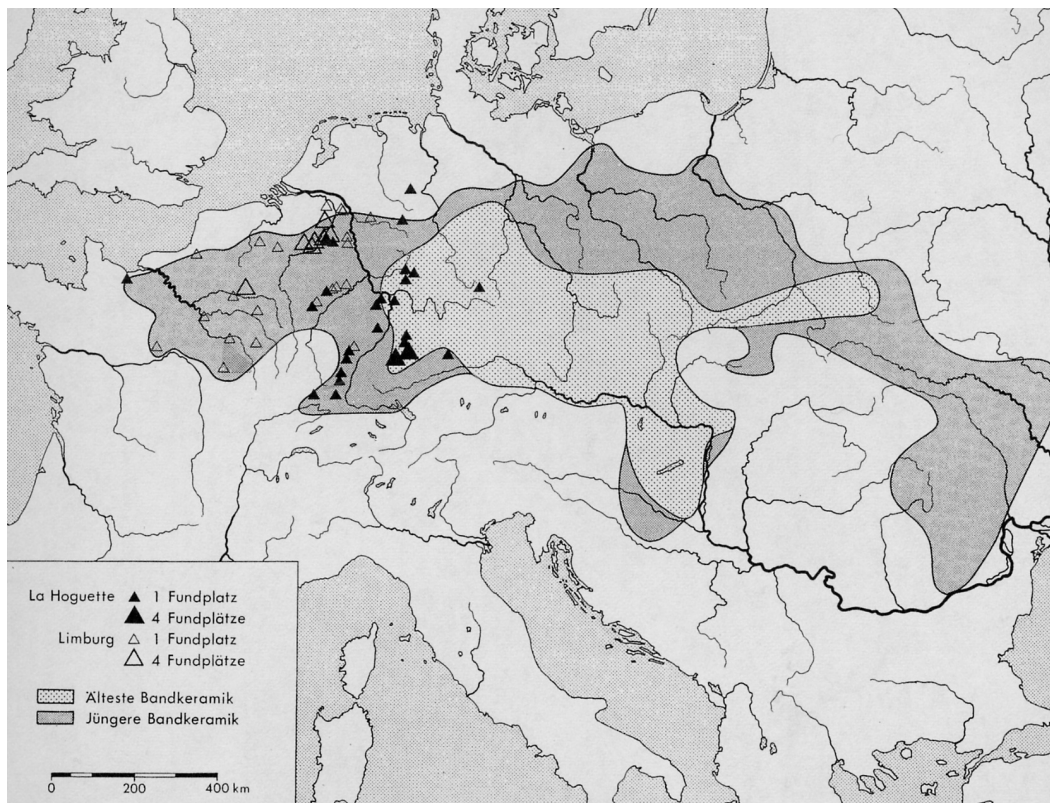 La Hoguette ▲ 1 Fundplatz
▲ 4 Fundplätze
Limburg △ 1 Fundplatz
△ 4 Fundplätze
Älteste Bandkeramik
Jüngere Bandkeramik
0 200 400 km